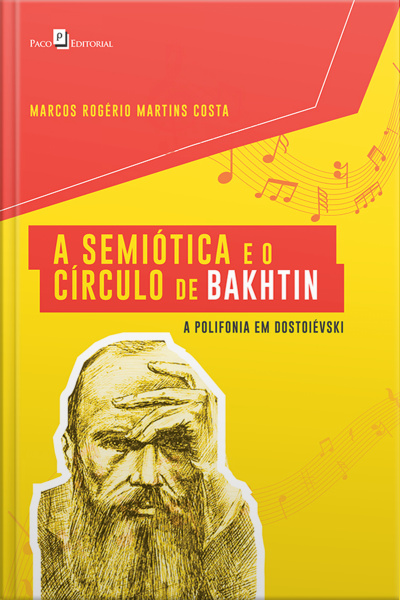 PACO EDITORIAL
MARCOS ROGÉRIO MARTINS COSTA
A SEMIÓTICA E O
CÍRCULO DE BAKHTIN
A POLIFONIA EM DOSTOIÉVSKI